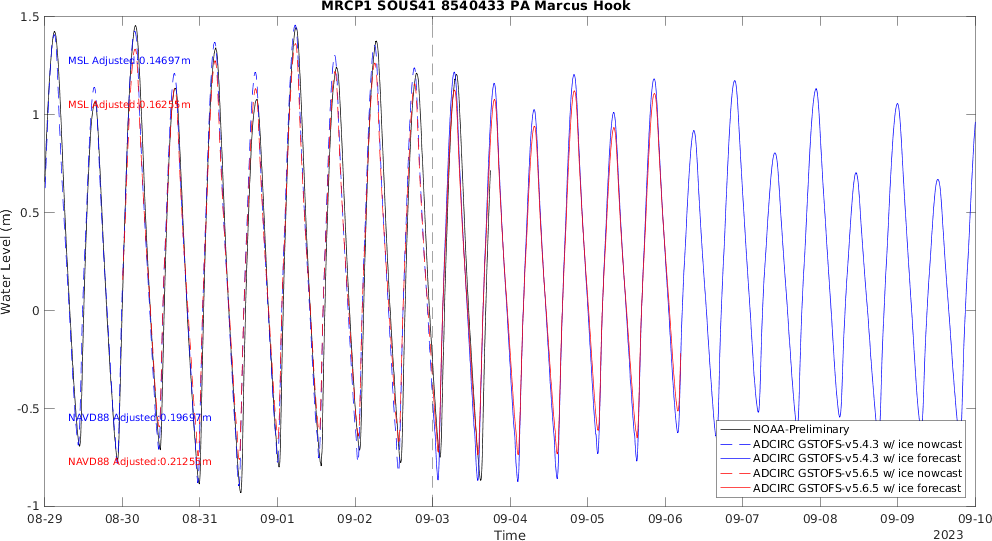 MRCP1 SOUS41 8540433 PA Marcus Hook
1.5
MSL Adjusted:0.14697m
MSL Adjusted:0.16255m
1
0.5
Water Level (m)
0
-0.5
NAVD88 Adjusted:0.19697m
NAVD88 Adjusted:0.21255m
NOAA-Preliminary
ADCIRC GSTOFS-v5.4.3 w/ ice nowcast
ADCIRC GSTOFS-v5.4.3 w/ ice forecast
ADCIRC GSTOFS-v5.6.5 w/ ice nowcast
ADCIRC GSTOFS-v5.6.5 w/ ice forecast
-1
08-29 08-30 08-31 09-01 09-02 09-03 09-04 09-05 09-06 09-07 09-08 09-09 09-10
Time
2023